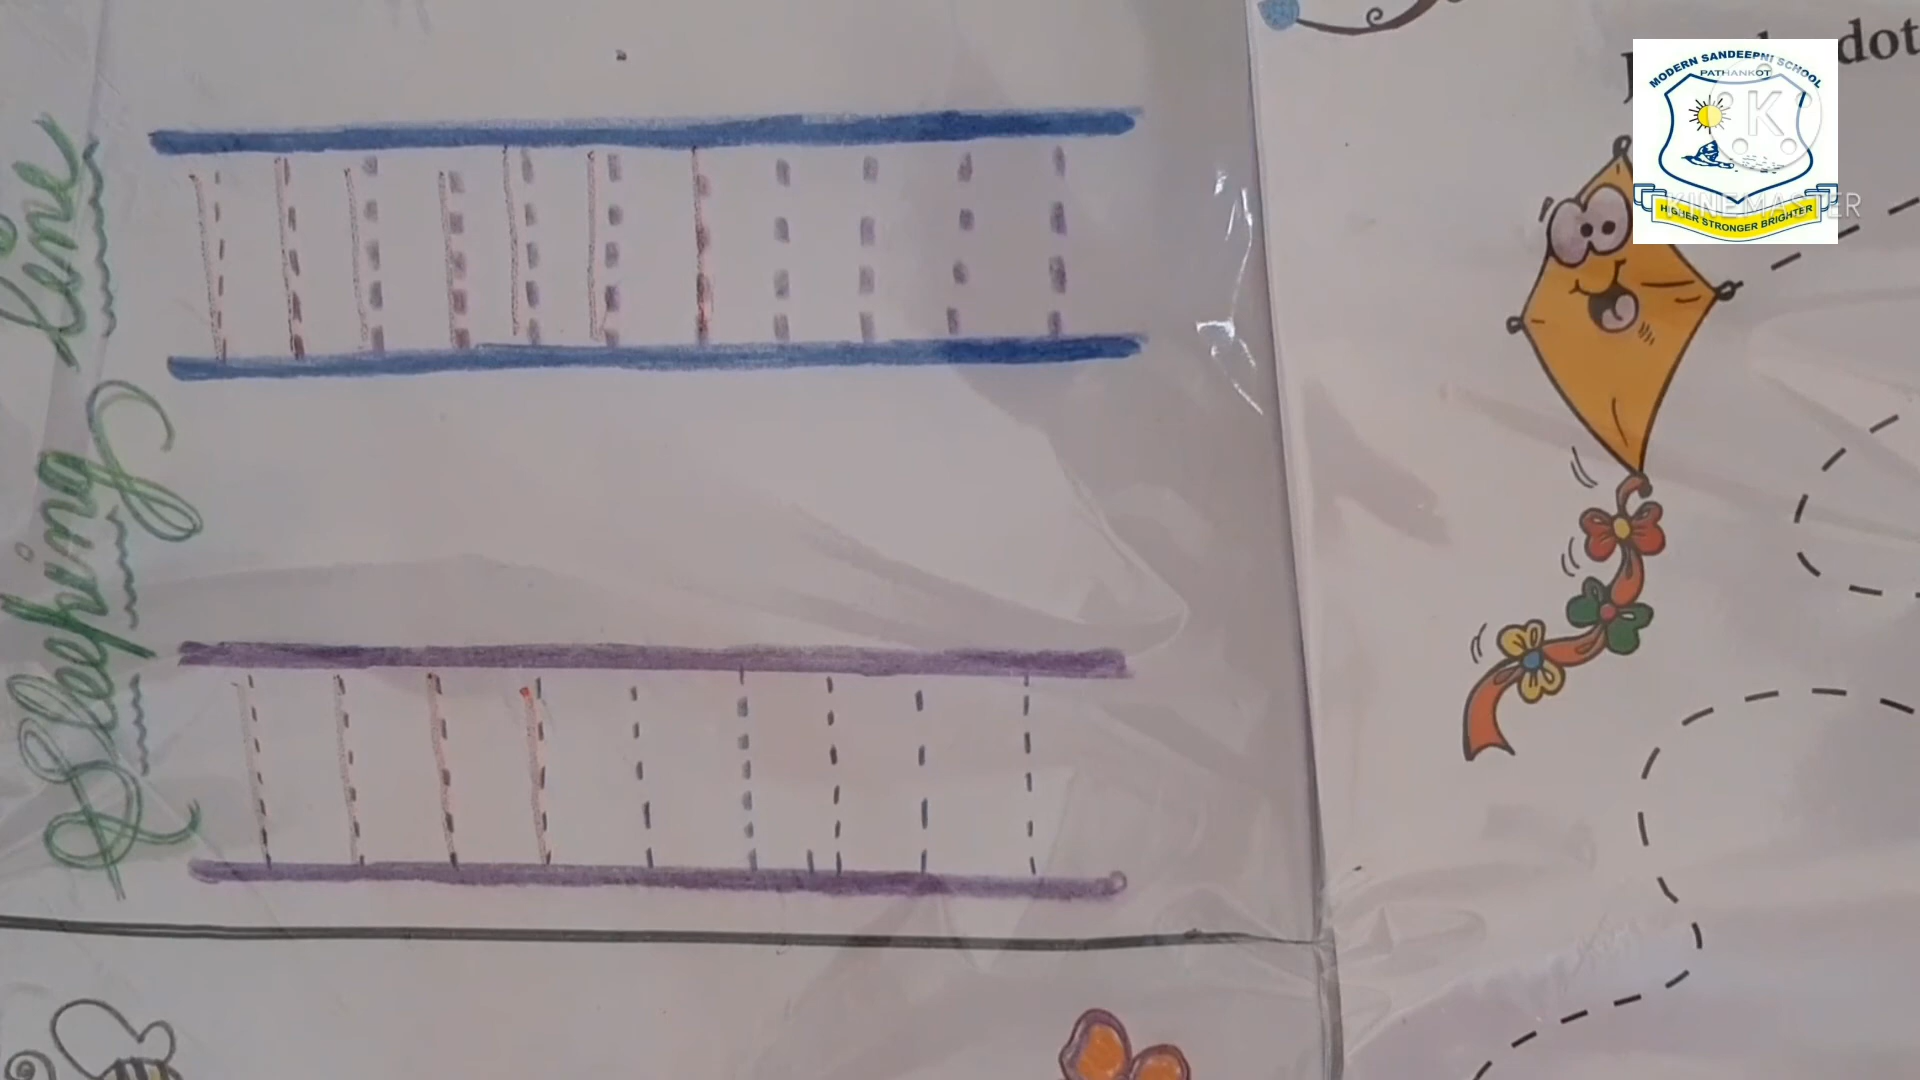 Sleeping Line
dot
MODERN SANDEEPNI SCHOOL
PATHANKOT
K
KINEMASTER
HIGHER STRONGER BRIGHTER